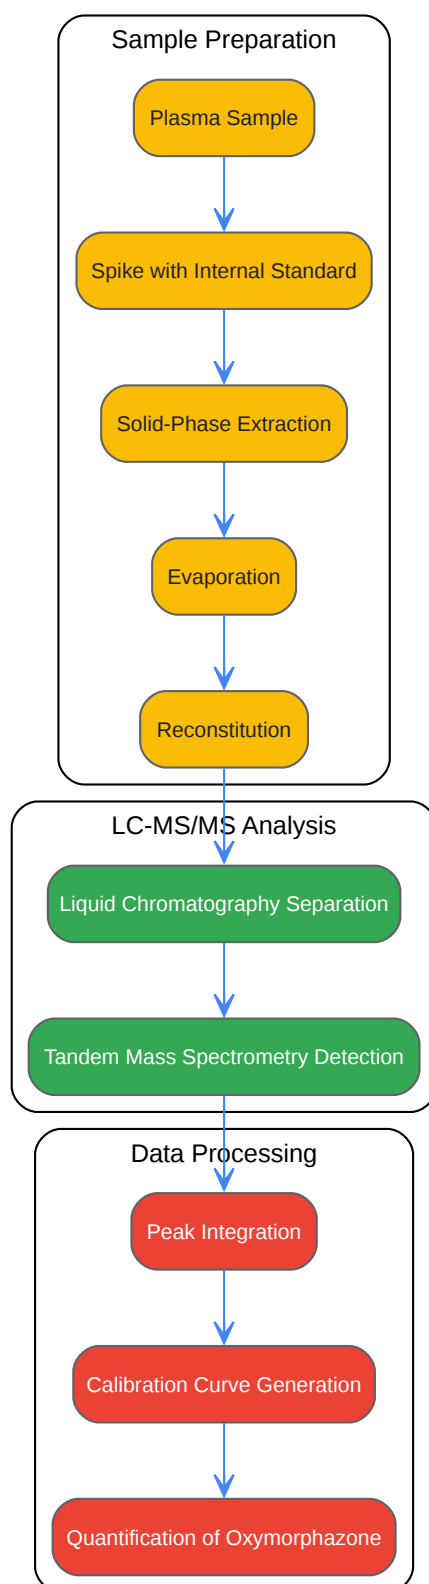 Sample Preparation
Plasma Sample
Spike with Internal Standard
Solid-Phase Extraction
Evaporation
Reconstitution
LC-MS/MS Analysis
Liquid Chromatography Separation
Tandem Mass Spectrometry Detection
Data Processing
Peak Integration
Calibration Curve Generation
Quantification of Oxymorphazone